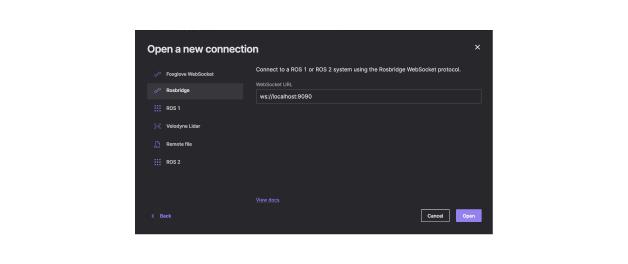 Open a new connection
Foxglove WebSocket
Rosbridge
ROS 1
Velodyne Lidar
Remote file
ROS 2
Connect to a ROS 1 or ROS 2 system using the Rosbridge WebSocket protocol.
WebSocket URL
ws://localhost:9090
View docs
Back
Cancel
Open